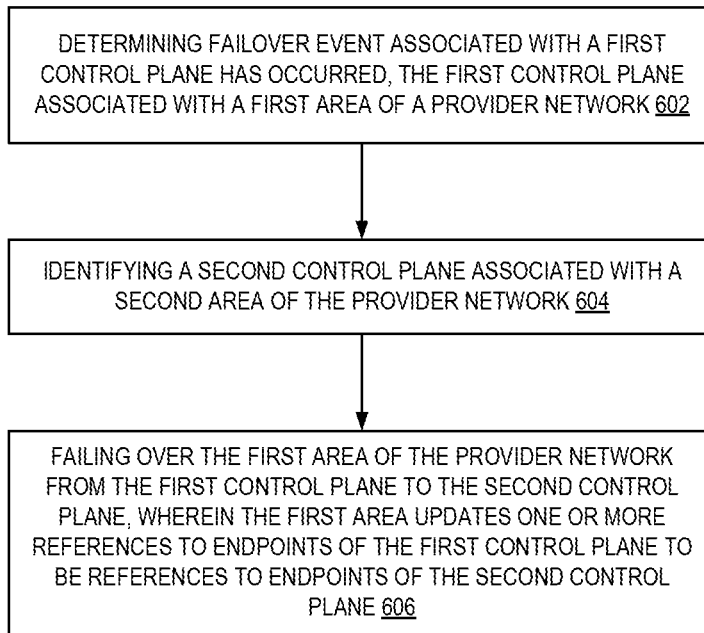 DETERMINING FAILOVER EVENT ASSOCIATED WITH A FIRST
CONTROL PLANE HAS OCCURRED, THE FIRST CONTROL PLANE
ASSOCIATED WITH A FIRST AREA OF A PROVIDER NETWORK 602
IDENTIFYING A SECOND CONTROL PLANE ASSOCIATED WITH A
SECOND AREA OF THE PROVIDER NETWORK 604
FAILING OVER THE FIRST AREA OF THE PROVIDER NETWORK
FROM THE FIRST CONTROL PLANE TO THE SECOND CONTROL
PLANE, WHEREIN THE FIRST AREA UPDATES ONE OR MORE
REFERENCES TO ENDPOINTS OF THE FIRST CONTROL PLANE TO
BE REFERENCES TO ENDPOINTS OF THE SECOND CONTROL
PLANE 606